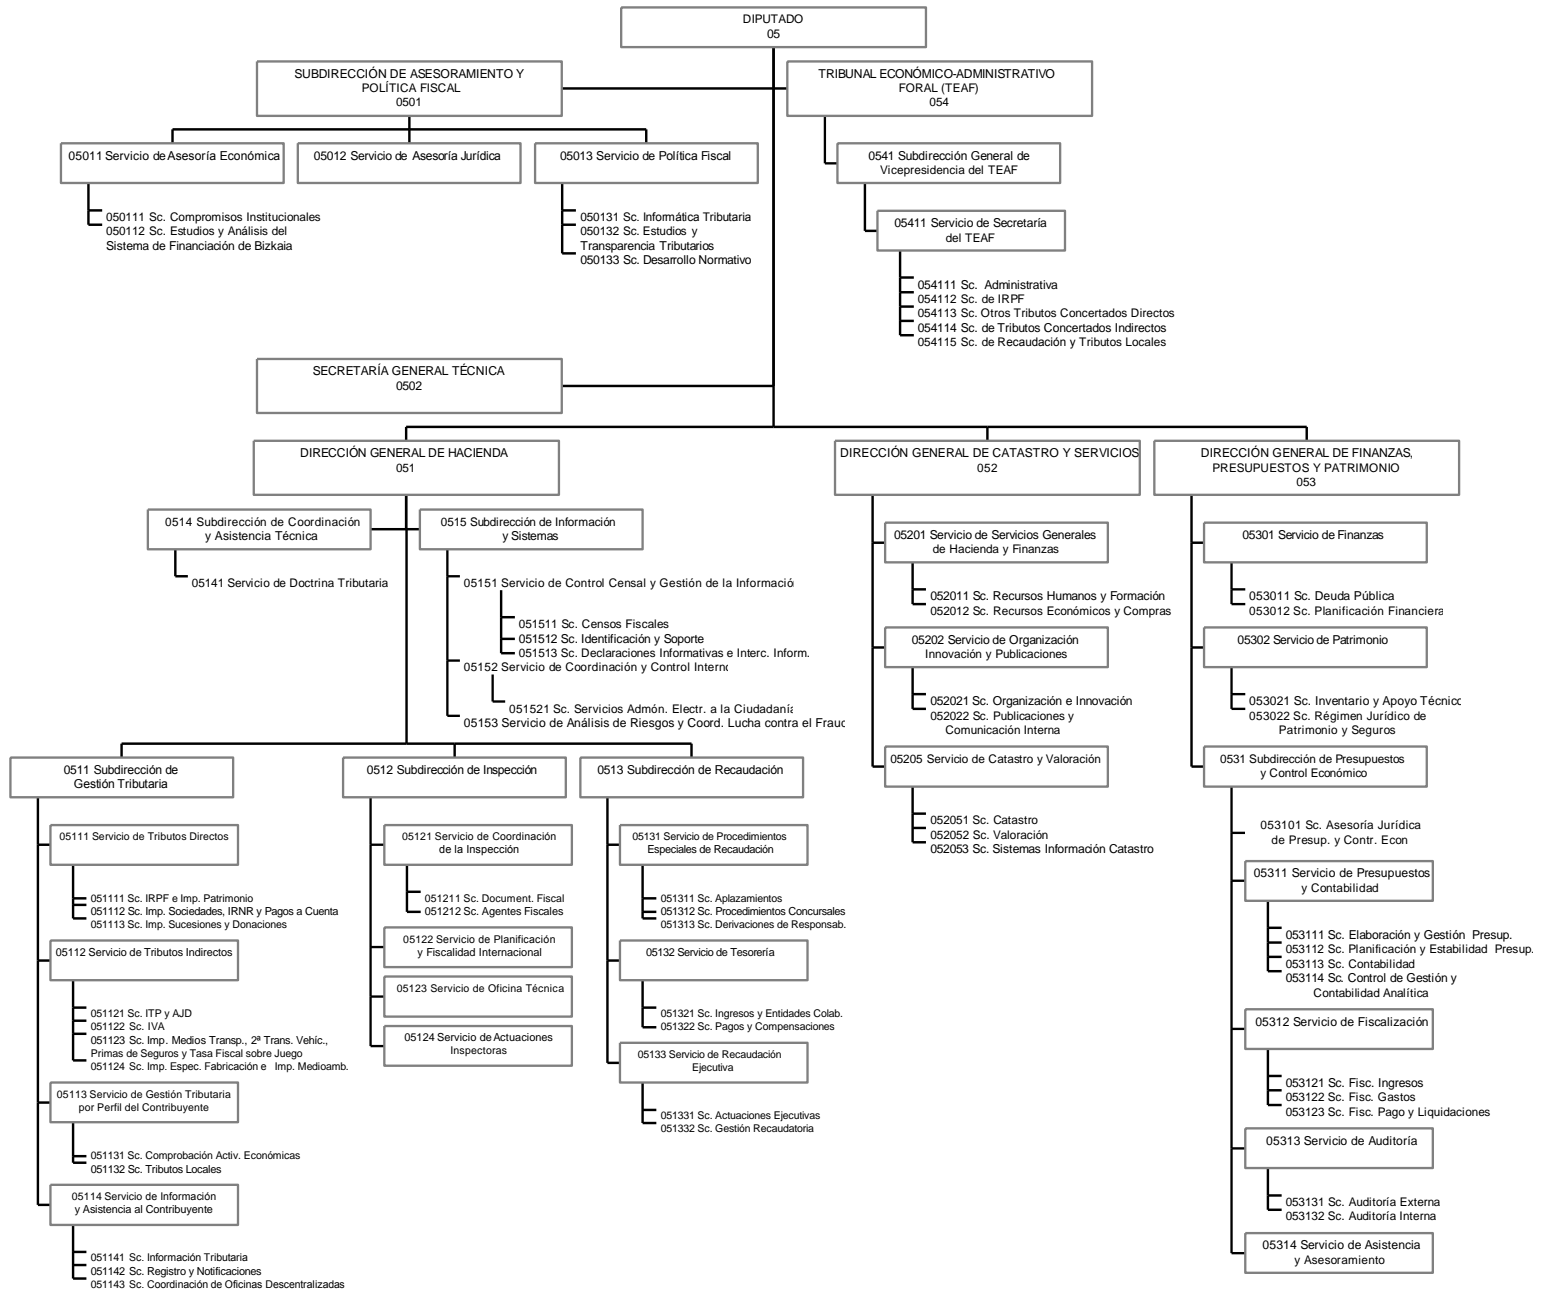 DIPUTADO
05
SUBDIRECCIÓN DE ASESORAMIENTO Y
POLÍTICA FISCAL
0501
TRIBUNAL ECONÓMICO-ADMINISTRATIVO
FORAL (TEAF)
054
05011 Servicio de Asesoría Económica
05012 Servicio de Asesoría Jurídica
05013 Servicio de Política Fiscal
050111 Sc. Compromisos Institucionales
050112 Sc. Estudios y Análisis del
Sistema de Financiación de Bizkaia
050131 Sc. Informática Tributaria
050132 Sc. Estudios y
Transparencia Tributarios
050133 Sc. Desarrollo Normativo
0541 Subdirección General de
Vicepresidencia del TEAF
05411 Servicio de Secretaría
del TEAF
054111 Sc. Administrativa
054112 Sc. de IRPF
054113 Sc. Otros Tributos Concertados Directos
054114 Sc. de Tributos Concertados Indirectos
054115 Sc. de Recaudación y Tributos Locales
SECRETARÍA GENERAL TÉCNICA
0502
DIRECCIÓN GENERAL DE HACIENDA
051
0514 Subdirección de Coordinación
y Asistencia Técnica
05141 Servicio de Doctrina Tributaria
0515 Subdirección de Información
y Sistemas
05151 Servicio de Control Censal y Gestión de la Informació
051511 Sc. Censos Fiscales
051512 Sc. Identificación y Soporte
051513 Sc. Declaraciones Informativas e Interc. Inform.
05152 Servicio de Coordinación y Control Interno
051521 Sc. Servicios Admón. Electr. a la Ciudadanía
05153 Servicio de Análisis de Riesgos y Coord. Lucha contra el Frauc
0511 Subdirección de
Gestión Tributaria
05111 Servicio de Tributos Directos
051111 Sc. IRPF e Imp. Patrimonio
051112 Sc. Imp. Sociedades, IRNR y Pagos a Cuenta
051113 Sc. Imp. Sucesiones y Donaciones
05112 Servicio de Tributos Indirectos
051121 Sc. ITP y AJD
051122 Sc. IVA
051123 Sc. Imp. Medios Transp., 2ª Trans. Vehíc.,
Primas de Seguros y Tasa Fiscal sobre Juego
051124 Sc. Imp. Espec. Fabricación e Imp. Medioamb.
05113 Servicio de Gestión Tributaria
por Perfil del Contribuyente
051131 Sc. Comprobación Activ. Económicas
051132 Sc. Tributos Locales
05114 Servicio de Información
y Asistencia al Contribuyente
051141 Sc. Información Tributaria
051142 Sc. Registro y Notificaciones
051143 Sc. Coordinación de Oficinas Descentralizadas
0512 Subdirección de Inspección
05121 Servicio de Coordinación
de la Inspección
051211 Sc. Document. Fiscal
051212 Sc. Agentes Fiscales
05122 Servicio de Planificación
y Fiscalidad Internacional
05123 Servicio de Oficina Técnica
05124 Servicio de Actuaciones
Inspectoras
0513 Subdirección de Recaudación
05131 Servicio de Procedimientos
Especiales de Recaudación
051311 Sc. Aplazamientos
051312 Sc. Procedimientos Concursales
051313 Sc. Derivaciones de Responsab.
05132 Servicio de Tesorería
051321 Sc. Ingresos y Entidades Colab.
051322 Sc. Pagos y Compensaciones
05133 Servicio de Recaudación
Ejecutiva
051331 Sc. Actuaciones Ejecutivas
051332 Sc. Gestión Recaudatoria
DIRECCIÓN GENERAL DE CATASTRO Y SERVICIOS
052
05201 Servicio de Servicios Generales
de Hacienda y Finanzas
052011 Sc. Recursos Humanos y Formación
052012 Sc. Recursos Económicos y Compras
05202 Servicio de Organización
Innovación y Publicaciones
052021 Sc. Organización e Innovación
052022 Sc. Publicaciones y
Comunicación Interna
05205 Servicio de Catastro y Valoración
052051 Sc. Catastro
052052 Sc. Valoración
052053 Sc. Sistemas Información Catastro
DIRECCIÓN GENERAL DE FINANZAS,
PRESUPUESTOS Y PATRIMONIO
053
05301 Servicio de Finanzas
053011 Sc. Deuda Pública
053012 Sc. Planificación Financiera
05302 Servicio de Patrimonio
053021 Sc. Inventario y Apoyo Técnico
053022 Sc. Régimen Jurídico de
Patrimonio y Seguros
0531 Subdirección de Presupuestos
y Control Económico
053101 Sc. Asesoría Jurídica
de Presup. y Contr. Econ
05311 Servicio de Presupuestos
y Contabilidad
053111 Sc. Elaboración y Gestión Presup.
053112 Sc. Planificación y Estabilidad Presup.
053113 Sc. Contabilidad
053114 Sc. Control de Gestión y
Contabilidad Analítica
05312 Servicio de Fiscalización
053121 Sc. Fisc. Ingresos
053122 Sc. Fisc. Gastos
053123 Sc. Fisc. Pago y Liquidaciones
05313 Servicio de Auditoría
053131 Sc. Auditoría Externa
053132 Sc. Auditoría Interna
05314 Servicio de Asistencia
y Asesoramiento